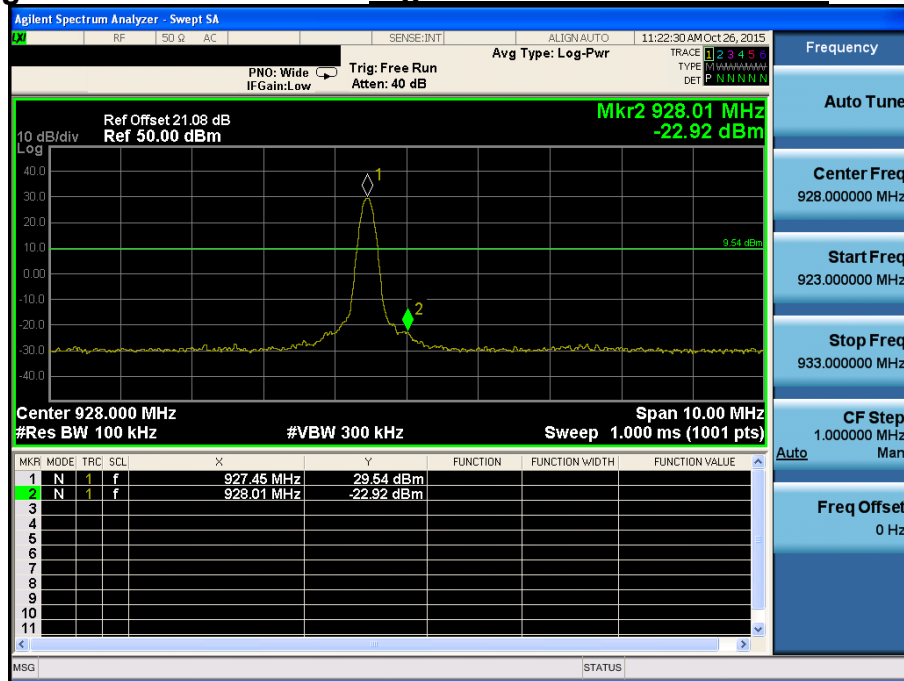 Agilent Spectrum Analyzer - Swept SA
LXI RF 50 Ω AC SENSE:INT ALIGN AUTO 11:22:30 AM Oct 26, 2015
PNO: Wide Trig: Free Run Avg Type: Log-Pwr TRACE 1 2 3 4 5 6
IFGain:Low Atten: 40 dB TYPE M WWWWW
DET P N N N N N
Frequency
Auto Tune
Center Freq
928.000000 MHz
Start Freq
923.000000 MHz
Stop Freq
933.000000 MHz
CF Step
1.000000 MHz
Auto Man
Freq Offset
0 Hz
Mkr2 928.01 MHz
-22.92 dBm
Ref Offset 21.08 dB
10 dB/div Ref 50.00 dBm
Log
40.0
30.0
20.0
10.0
0.00
-10.0
-20.0
-30.0
-40.0
1
2
9.54 dBm
Center 928.000 MHz Span 10.00 MHz
#Res BW 100 kHz #VBW 300 kHz Sweep 1.000 ms (1001 pts)
MKR MODE TRC SCL X Y FUNCTION FUNCTION WIDTH FUNCTION VALUE
1 N 1 f 927.45 MHz 29.54 dBm
2 N 1 f 928.01 MHz -22.92 dBm
3
4
5
6
7
8
9
10
11
MSG STATUS